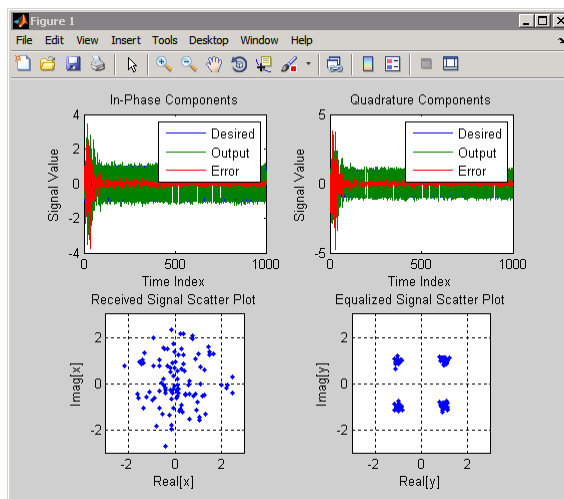 Figure 1
File Edit View Insert Tools Desktop Window Help
In-Phase Components
4
2
0
-2
-4
Signal Value
Desired
Output
Error
0 500 1000
Time Index
Quadrature Components
5
0
-5
Signal Value
Desired
Output
Error
0 500 1000
Time Index
Received Signal Scatter Plot
2
0
-2
Imag[x]
-2 0 2
Real[x]
Equalized Signal Scatter Plot
2
0
-2
Imag[y]
-2 0 2
Real[y]